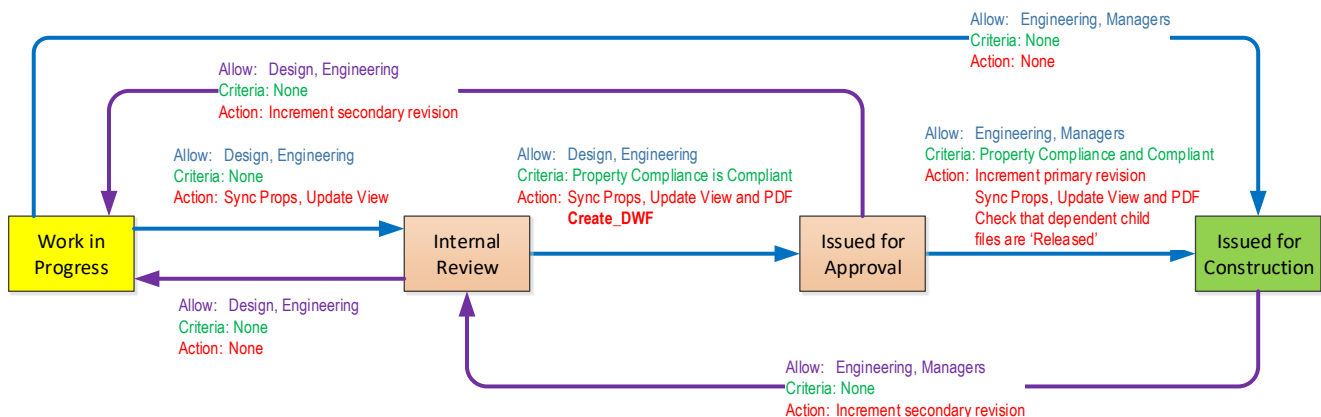 Allow: Engineering, Managers
Criteria: None
Action: None
Allow: Design, Engineering
Criteria: None
Action: Increment secondary revision
Allow: Design, Engineering
Criteria: None
Action: Sync Props, Update View
Allow: Design, Engineering
Criteria: Property Compliance is Compliant
Action: Sync Props, Update View and PDF
Create_DWF
Allow: Engineering, Managers
Criteria: Property Compliance and Compliant
Action: Increment primary revision
Sync Props, Update View and PDF
Check that dependent child
files are ‘Released’
Work in
Progress
Internal
Review
Issued for
Approval
Issued for
Construction
Allow: Design, Engineering
Criteria: None
Action: None
Allow: Engineering, Managers
Criteria: None
Action: Increment secondary revision